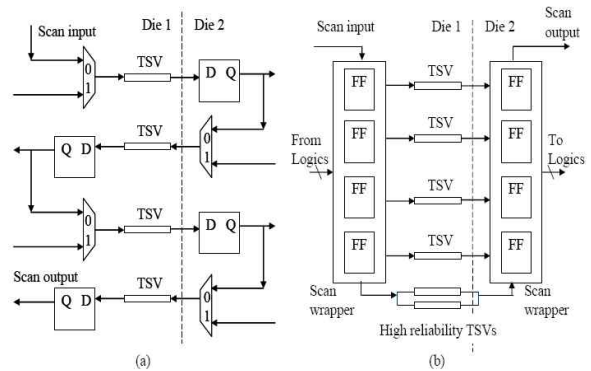 Die 1 Die 2
Scan input
0
1
TSV
D Q
Q D
TSV
0
1
0
1
TSV
D Q
Scan output
Q D
TSV
0
1
(a)
Scan input
Die 1 Die 2
Scan output
FF TSV FF
From Logics
FF TSV FF
To Logics
FF TSV FF
FF TSV FF
Scan wrapper
Scan wrapper
High reliability TSVs
(b)